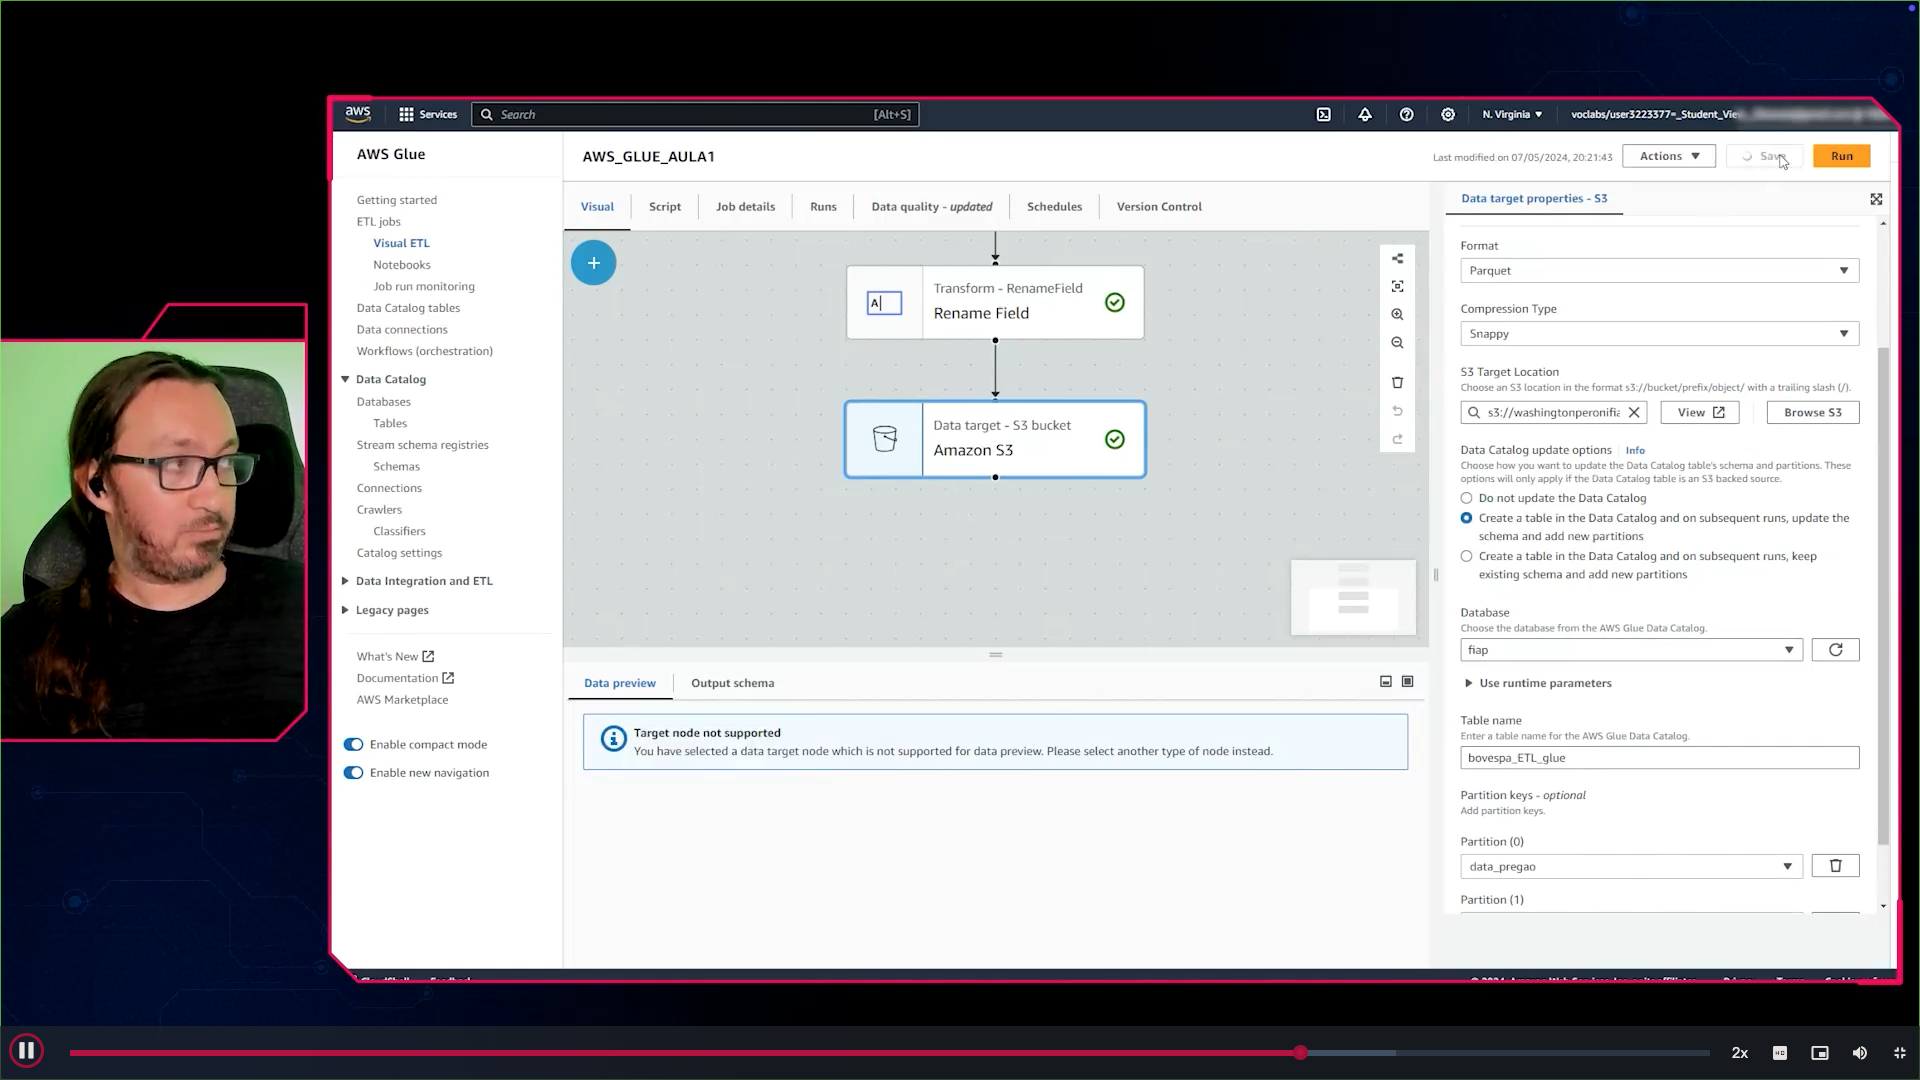 aws
Services
Search
[Alt+S]
N. Virginia
voclabs/user3223377=_Student_Vie
AWS Glue
AWS_GLUE_AULA1
Last modified on 07/05/2024, 20:21:43
Actions
Save
Run
Getting started
ETL jobs
Visual ETL
Notebooks
Job run monitoring
Data Catalog tables
Data connections
Workflows (orchestration)
Data Catalog
Databases
Tables
Stream schema registries
Schemas
Connections
Crawlers
Classifiers
Catalog settings
Data Integration and ETL
Legacy pages
What's New
Documentation
AWS Marketplace
Enable compact mode
Enable new navigation
Visual
Script
Job details
Runs
Data quality - updated
Schedules
Version Control
A
Transform - RenameField
Rename Field
Data target - S3 bucket
Amazon S3
Data preview
Output schema
Target node not supported
You have selected a data target node which is not supported for data preview. Please select another type of node instead.
Data target properties - S3
Format
Parquet
Compression Type
Snappy
S3 Target Location
Choose an S3 location in the format s3://bucket/prefix/object/ with a trailing slash (/).
s3://washingtonperonifia
View
Browse S3
Data Catalog update options
Info
Choose how you want to update the Data Catalog table's schema and partitions. These
options will only apply if the Data Catalog table is an S3 backed source.
Do not update the Data Catalog
Create a table in the Data Catalog and on subsequent runs, update the
schema and add new partitions
Create a table in the Data Catalog and on subsequent runs, keep
existing schema and add new partitions
Database
Choose the database from the AWS Glue Data Catalog.
fiap
Use runtime parameters
Table name
Enter a table name for the AWS Glue Data Catalog.
bovespa_ETL_glue
Partition keys - optional
Add partition keys.
Partition (0)
data_pregao
Partition (1)
2x